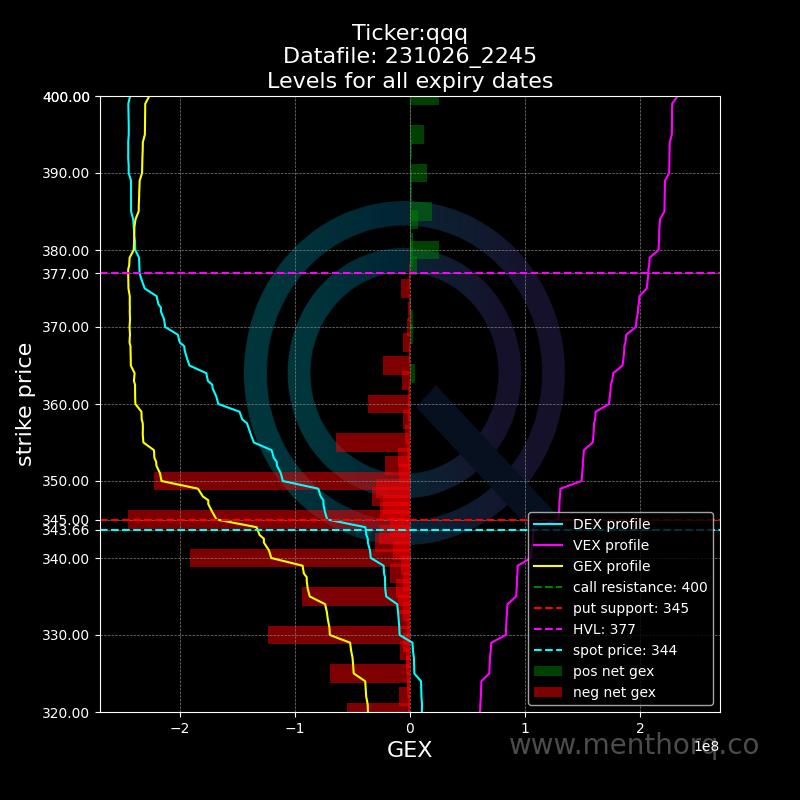 Ticker:qqq
Datafile: 231026_2245
Levels for all expiry dates
400.00
390.00
380.00
377.00
370.00
360.00
350.00
345.00
343.66
340.00
330.00
320.00
strike price
DEX profile
VEX profile
GEX profile
call resistance: 400
put support: 345
HVL: 377
spot price: 344
pos net gex
neg net gex
−2 −1 0 1 2
1e8
GEX
www.menthorq.co